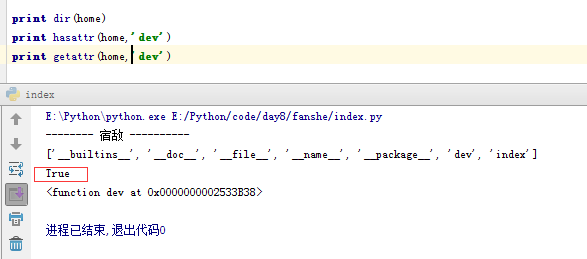 print dir(home)
print hasattr(home,'dev')
print getattr(home,'dev')
index
E:\Python\python.exe E:/Python/code/day8/fanshe/index.py
-------- 宿敌 ----------
['__builtins__', '__doc__', '__file__', '__name__', '__package__', 'dev', 'index']
True
<function dev at 0x0000000002533B38>
进程已结束,退出代码0